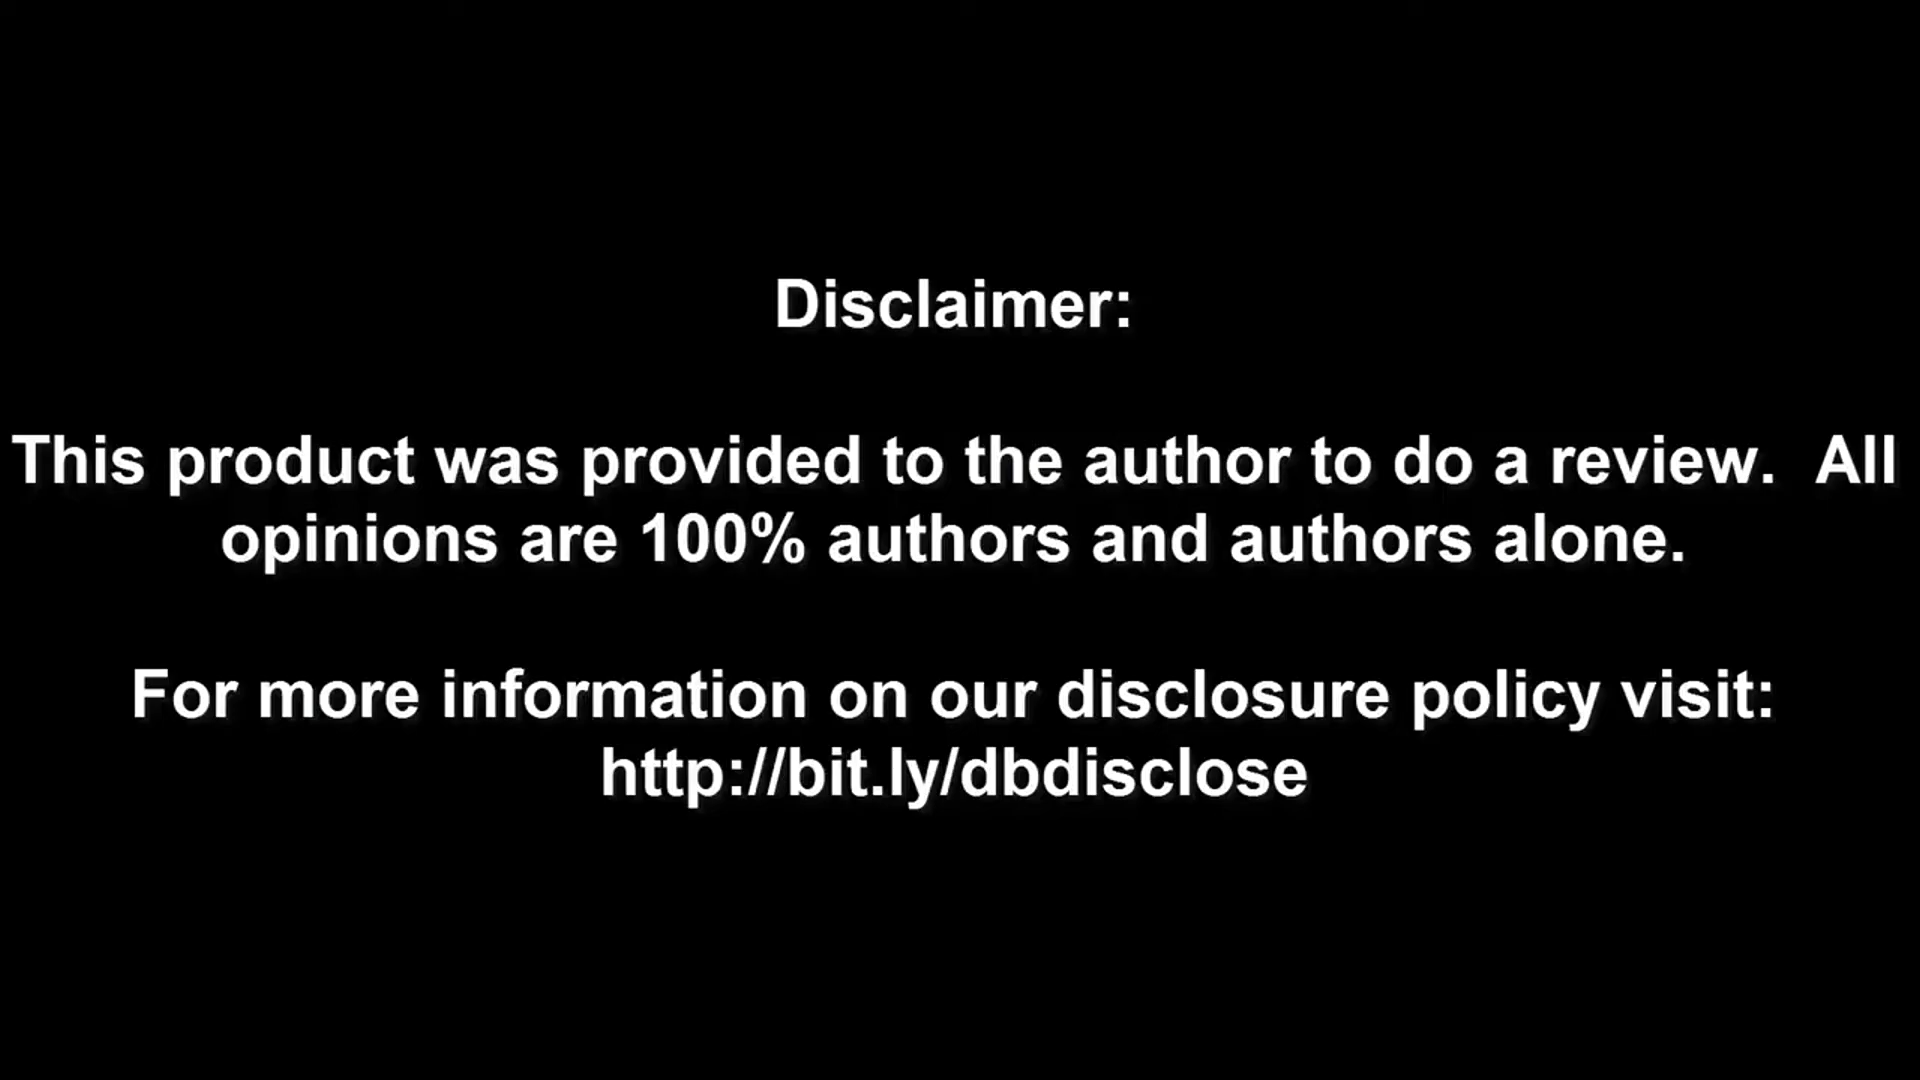 Disclaimer:
This product was provided to the author to do a review.  All
opinions are 100% authors and authors alone.
For more information on our disclosure policy visit:
http://bit.ly/dbdisclose